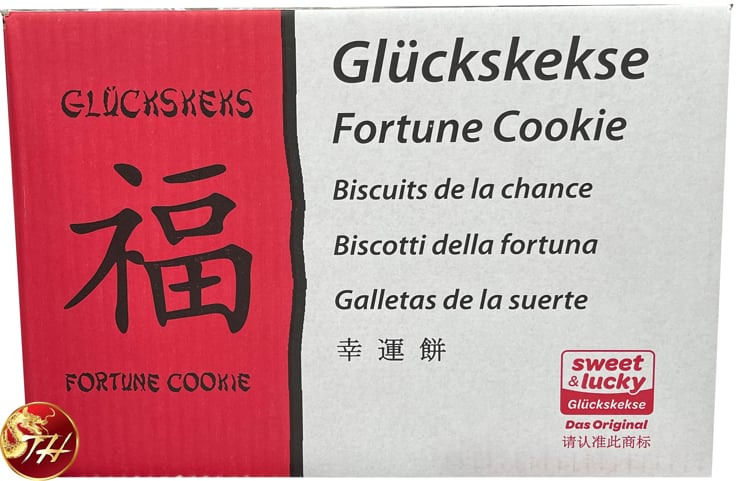 GLÜCKSKEKS
福
FORTUNE COOKIE
Glückskekse
Fortune Cookie
Biscuits de la chance
Biscotti della fortuna
Galletas de la suerte
幸運餅
sweet
&lucky
Glückskekse
Das Original
请认准此商标
TH